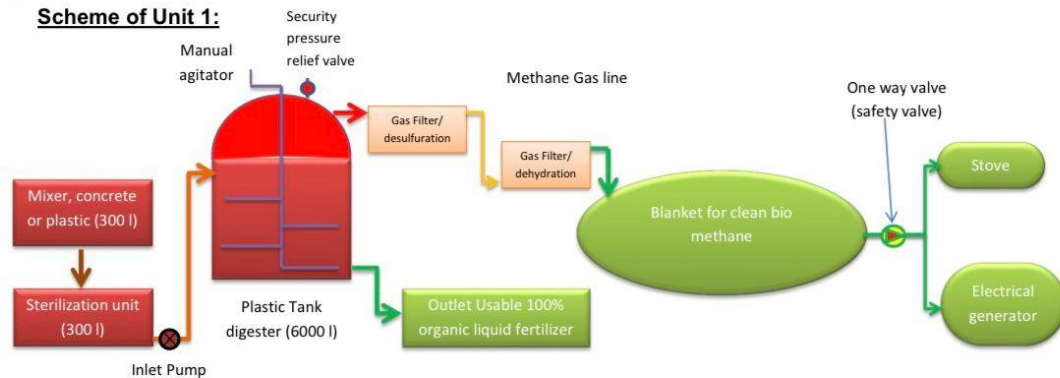 Scheme of Unit 1:
Security
pressure
relief valve
Manual
agitator
Methane Gas line
One way valve
(safety valve)
Gas Filter/
desulfuration
Gas Filter/
dehydration
Stove
Mixer, concrete
or plastic (300 l)
Blanket for clean bio
methane
Sterilization unit
(300 l)
Plastic Tank
digester (6000 l)
Outlet Usable 100%
organic liquid fertilizer
Electrical
generator
Inlet Pump